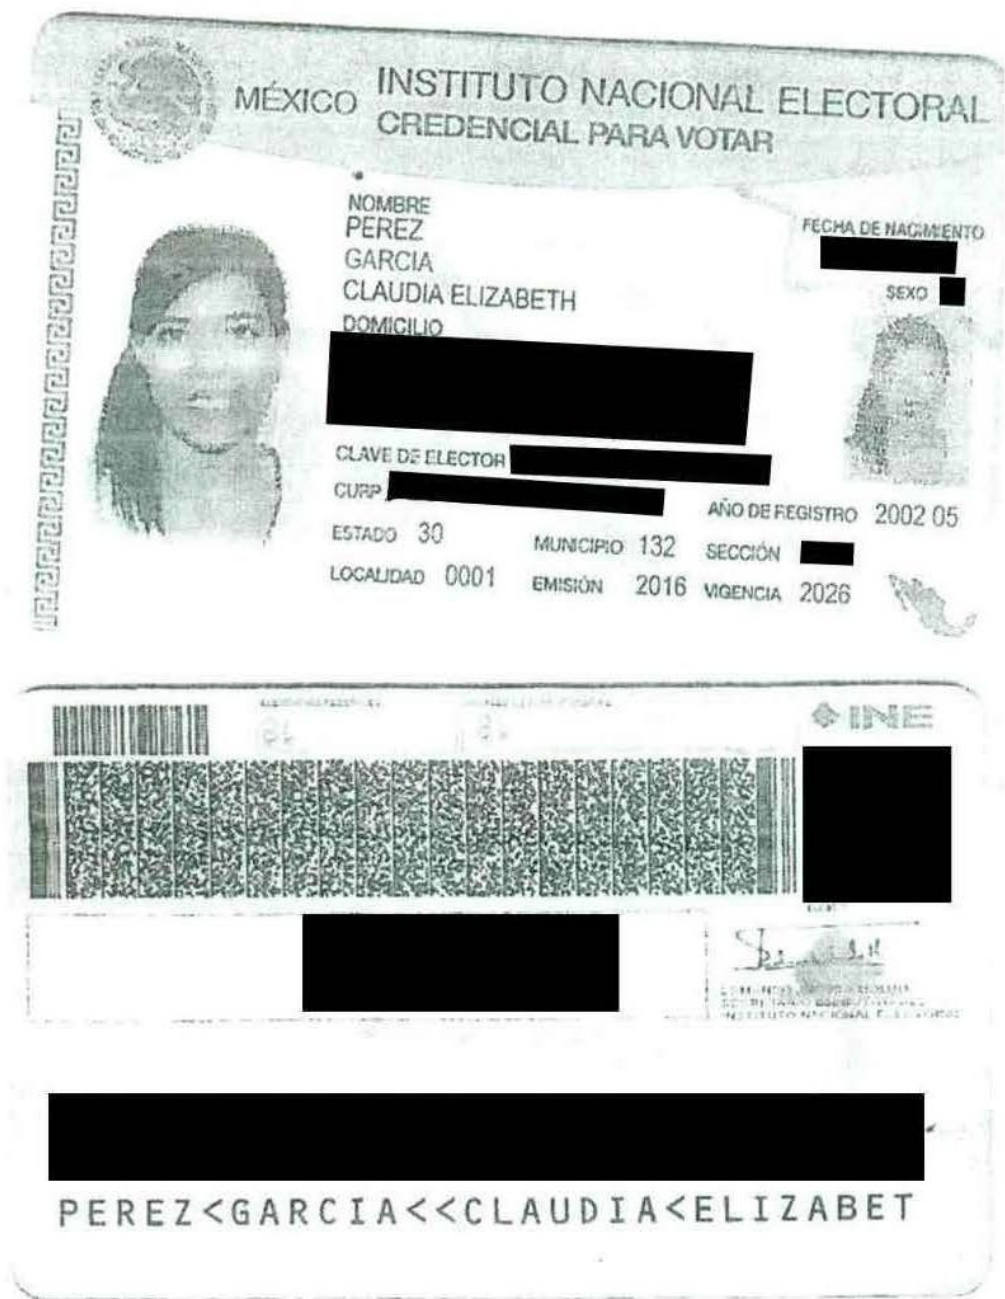 MÉXICO
INSTITUTO NACIONAL ELECTORAL
CREDENCIAL PARA VOTAR
NOMBRE
PEREZ
GARCIA
CLAUDIA ELIZABETH
DOMICILIO
FECHA DE NACIMIENTO
SEXO
CLAVE DE ELECTOR
CURP
AÑO DE REGISTRO 2002 05
ESTADO 30 MUNICIPIO 132 SECCIÓN
LOCALIDAD 0001 EMISIÓN 2016 VIGENCIA 2026
INE
INSTITUTO NACIONAL
PEREZ<GARCIA<<CLAUDIA<ELIZABET